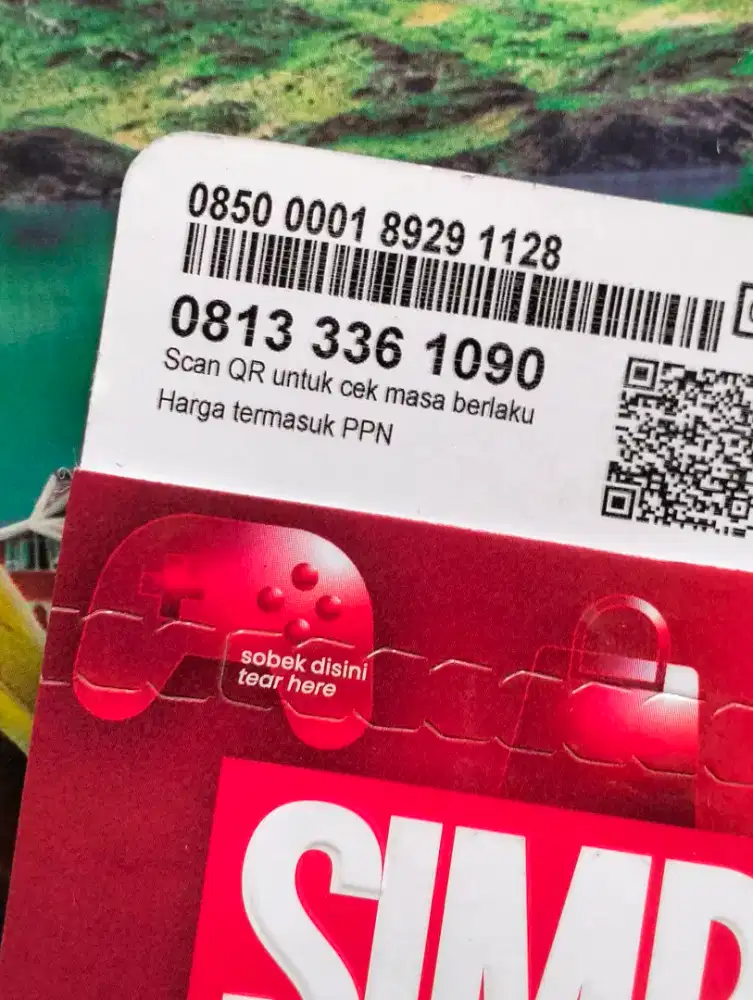 0850 0001 8929 1128
0813 336 1090
Scan QR untuk cek masa berlaku
Harga termasuk PPN
sobek disini
tear here